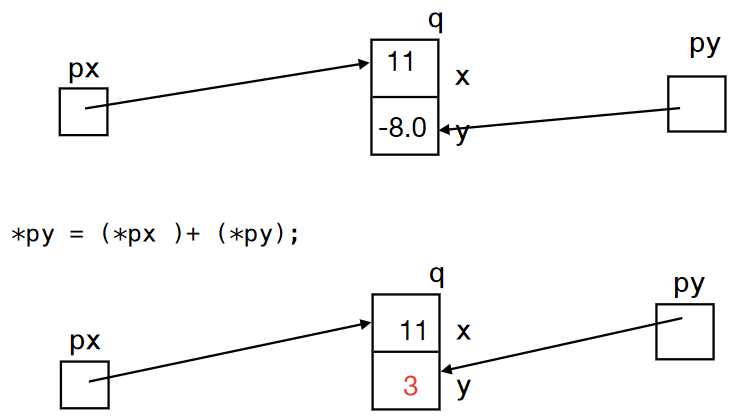 q
px
11
x
py
-8.0
y
*py = (*px )+ (*py);
q
px
11
x
py
3
y